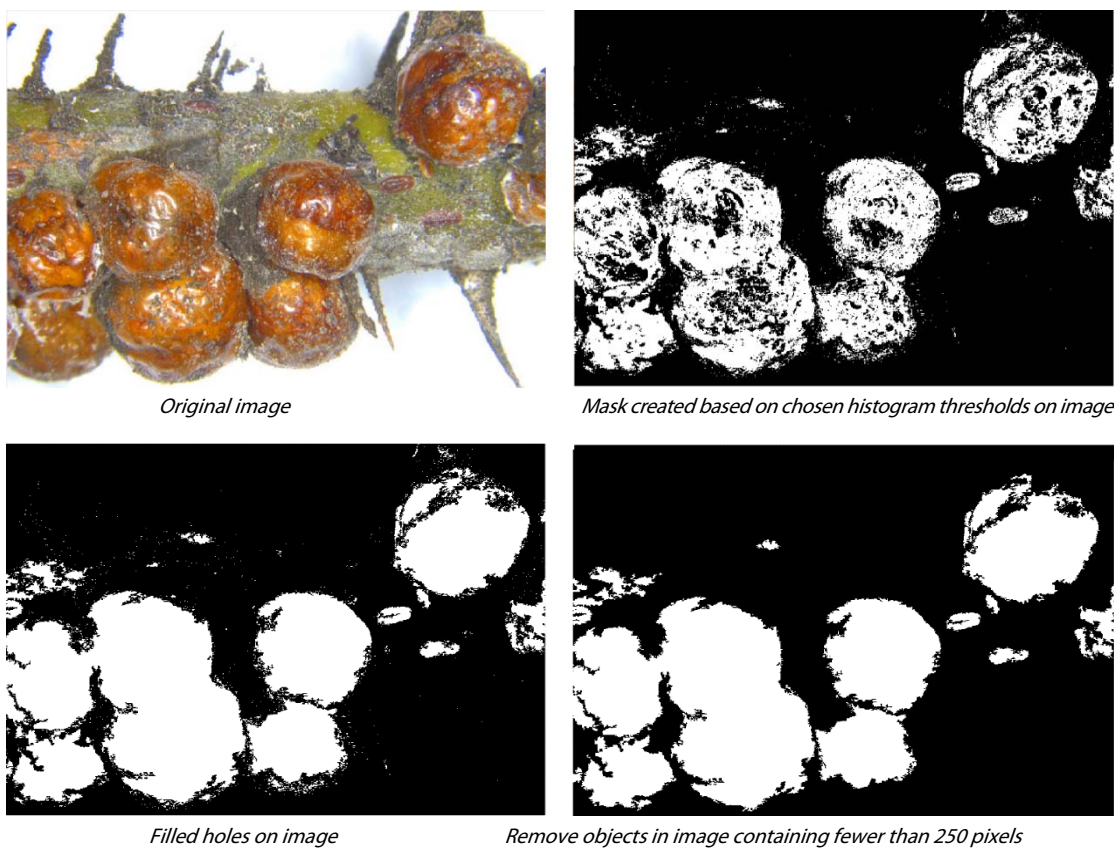 Original image
Mask created based on chosen histogram thresholds on image
Filled holes on image
Remove objects in image containing fewer than 250 pixels